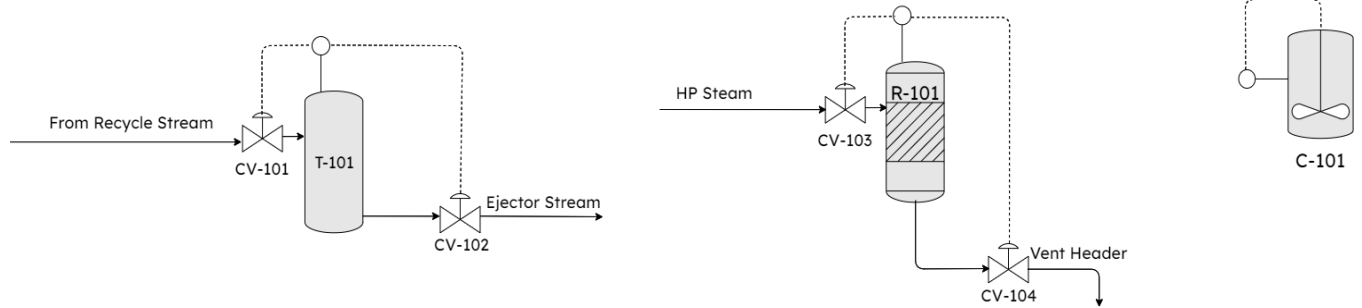 From Recycle Stream
CV-101
T-101
Ejector Stream
CV-102
HP Steam
CV-103
R-101
Vent Header
CV-104
C-101